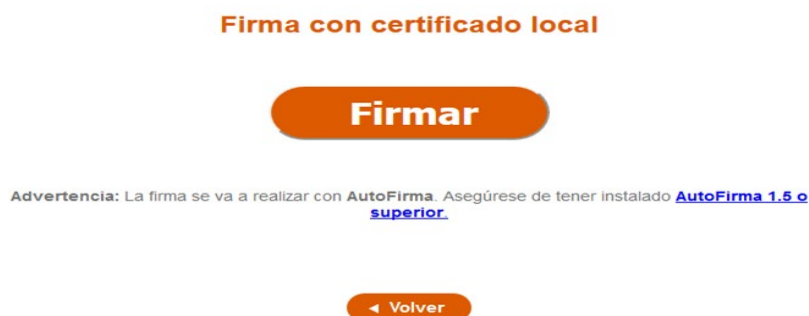 Firma con certificado local
Firmar
Advertencia: La firma se va a realizar con AutoFirma. Asegúrese de tener instalado AutoFirma 1.5 o
superior.
◄ Volver